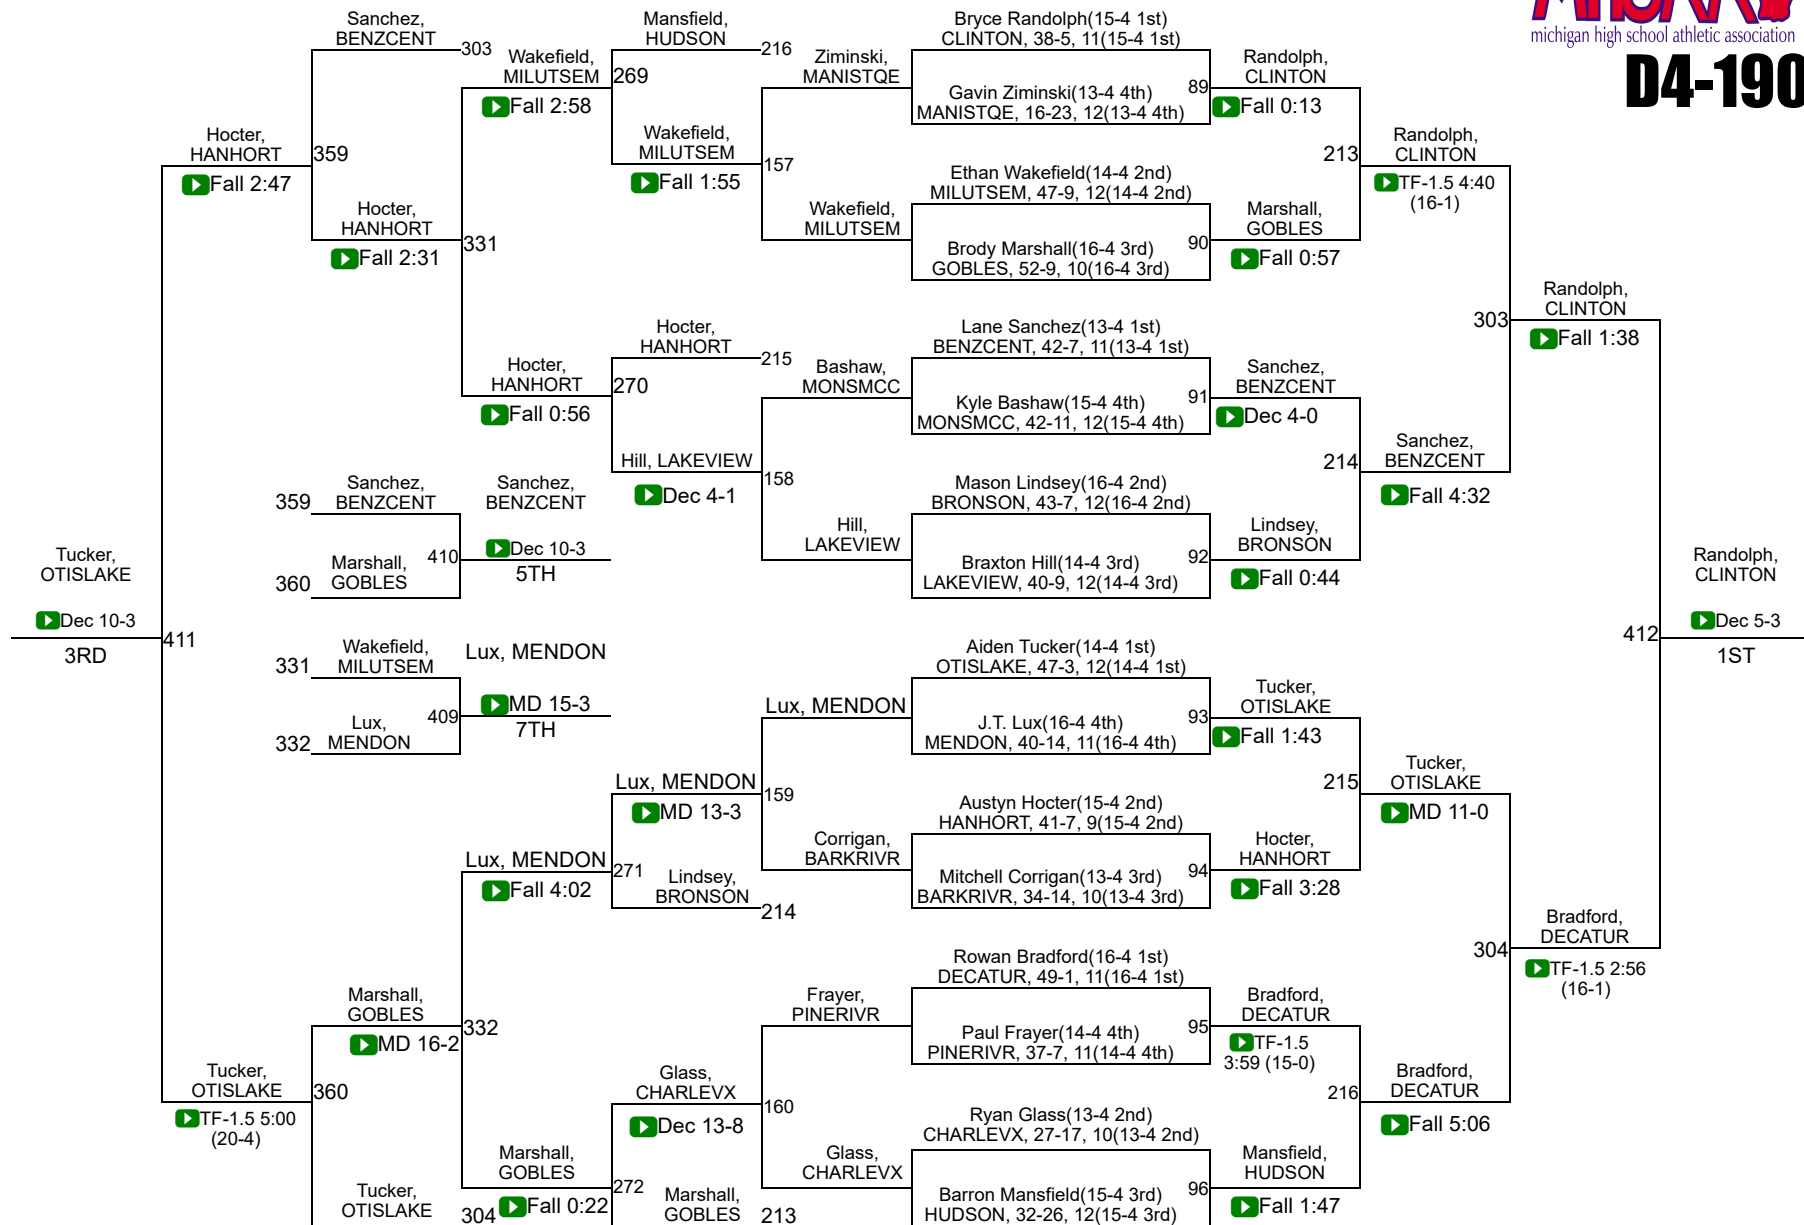 michigan high school athletic association
D4-190
Sanchez,
BENZCENT
303
Hocter,
HANHORT
Fall 2:47
359
Hocter,
HANHORT
Fall 2:31
Wakefield,
MILUTSEM
Fall 2:58
269
331
Mansfield,
HUDSON
216
Wakefield,
MILUTSEM
Fall 1:55
157
Ziminski,
MANISTQE
Wakefield,
MILUTSEM
Hocter,
HANHORT
Fall 0:56
270
Hocter,
HANHORT
215
Hill, LAKEVIEW
Dec 4-1
158
Bashaw,
MONSMCC
Hill,
LAKEVIEW
Bryce Randolph(15-4 1st)
CLINTON, 38-5, 11(15-4 1st)
Gavin Ziminski(13-4 4th)
MANISTQE, 16-23, 12(13-4 4th)
89
Ethan Wakefield(14-4 2nd)
MILUTSEM, 47-9, 12(14-4 2nd)
Brody Marshall(16-4 3rd)
GOBLES, 52-9, 10(16-4 3rd)
90
Lane Sanchez(13-4 1st)
BENZCENT, 42-7, 11(13-4 1st)
Kyle Bashaw(15-4 4th)
MONSMCC, 42-11, 12(15-4 4th)
91
Mason Lindsey(16-4 2nd)
BRONSON, 43-7, 12(16-4 2nd)
Braxton Hill(14-4 3rd)
LAKEVIEW, 40-9, 12(14-4 3rd)
92
Randolph,
CLINTON
Fall 0:13
Marshall,
GOBLES
Fall 0:57
213
Randolph,
CLINTON
TF-1.5 4:40
(16-1)
Sanchez,
BENZCENT
Dec 4-0
Lindsey,
BRONSON
Fall 0:44
214
Sanchez,
BENZCENT
Fall 4:32
303
Randolph,
CLINTON
Fall 1:38
359
Sanchez,
BENZCENT
360
Marshall,
GOBLES
410
Sanchez,
BENZCENT
Dec 10-3
5TH
Tucker,
OTISLAKE
Dec 10-3
3RD
411
331
Wakefield,
MILUTSEM
332
Lux,
MENDON
409
Lux, MENDON
MD 15-3
7TH
412
Randolph,
CLINTON
Dec 5-3
1ST
Lux, MENDON
Corrigan,
BARKRIVR
Lux, MENDON
MD 13-3
159
Lux, MENDON
Fall 4:02
271
Lindsey,
BRONSON
214
Aiden Tucker(14-4 1st)
OTISLAKE, 47-3, 12(14-4 1st)
J.T. Lux(16-4 4th)
MENDON, 40-14, 11(16-4 4th)
93
Austyn Hocter(15-4 2nd)
HANHORT, 41-7, 9(15-4 2nd)
Mitchell Corrigan(13-4 3rd)
BARKRIVR, 34-14, 10(13-4 3rd)
94
Tucker,
OTISLAKE
Fall 1:43
Hocter,
HANHORT
Fall 3:28
215
Tucker,
OTISLAKE
MD 11-0
304
Bradford,
DECATUR
TF-1.5 2:56
(16-1)
Marshall,
GOBLES
MD 16-2
332
Tucker,
OTISLAKE
TF-1.5 5:00
(20-4)
360
Tucker,
OTISLAKE
304
Marshall,
GOBLES
Fall 0:22
272
Glass,
CHARLEVX
Dec 13-8
160
Marshall,
GOBLES
213
Frayer,
PINERIVR
Glass,
CHARLEVX
Rowan Bradford(16-4 1st)
DECATUR, 49-1, 11(16-4 1st)
Paul Frayer(14-4 4th)
PINERIVR, 37-7, 11(14-4 4th)
95
Ryan Glass(13-4 2nd)
CHARLEVX, 27-17, 10(13-4 2nd)
Barron Mansfield(15-4 3rd)
HUDSON, 32-26, 12(15-4 3rd)
96
Bradford,
DECATUR
TF-1.5
3:59 (15-0)
Mansfield,
HUDSON
Fall 1:47
216
Bradford,
DECATUR
Fall 5:06